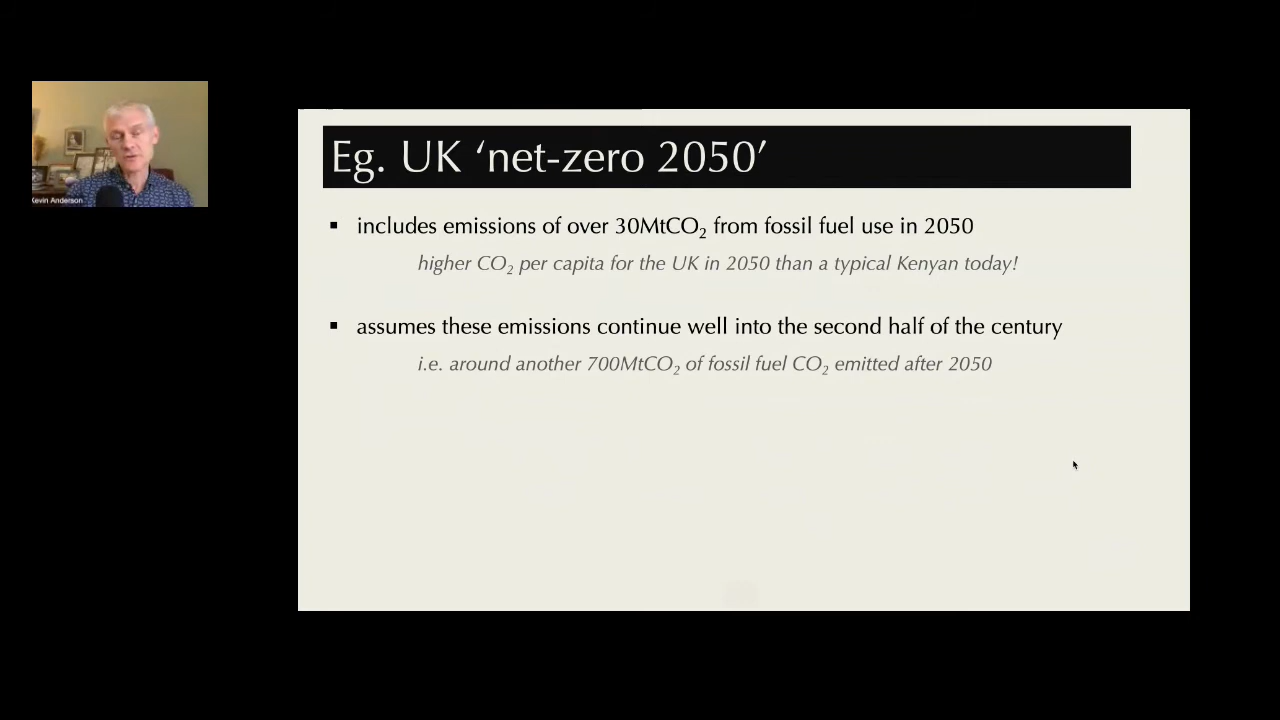 Kevin Anderson
Eg. UK ‘net-zero 2050’
▪ includes emissions of over 30MtCO₂ from fossil fuel use in 2050
higher CO₂ per capita for the UK in 2050 than a typical Kenyan today!
▪ assumes these emissions continue well into the second half of the century
i.e. around another 700MtCO₂ of fossil fuel CO₂ emitted after 2050